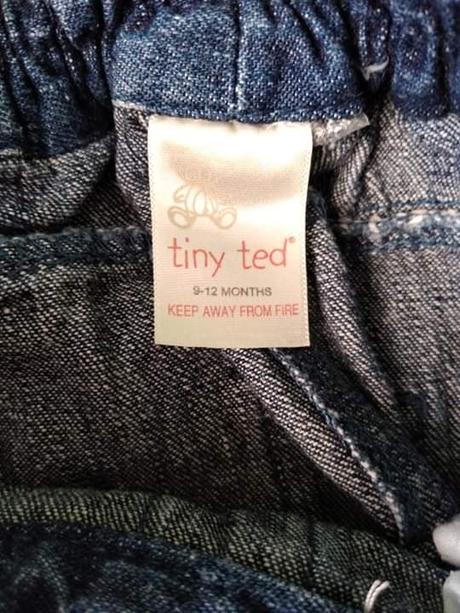 tiny ted®
9-12 MONTHS
KEEP AWAY FROM FIRE